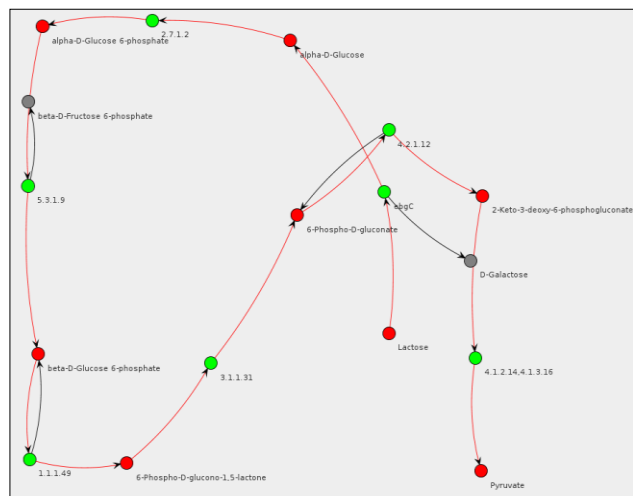 2.7.1.2
alpha-D-Glucose 6-phosphate
alpha-D-Glucose
beta-D-Fructose 6-phosphate
4.2.1.12
5.3.1.9
ebgC
2-Keto-3-deoxy-6-phosphogluconate
6-Phospho-D-gluconate
D-Galactose
Lactose
beta-D-Glucose 6-phosphate
4.1.2.14,4.1.3.16
3.1.1.31
1.1.1.49
6-Phospho-D-glucono-1,5-lactone
Pyruvate